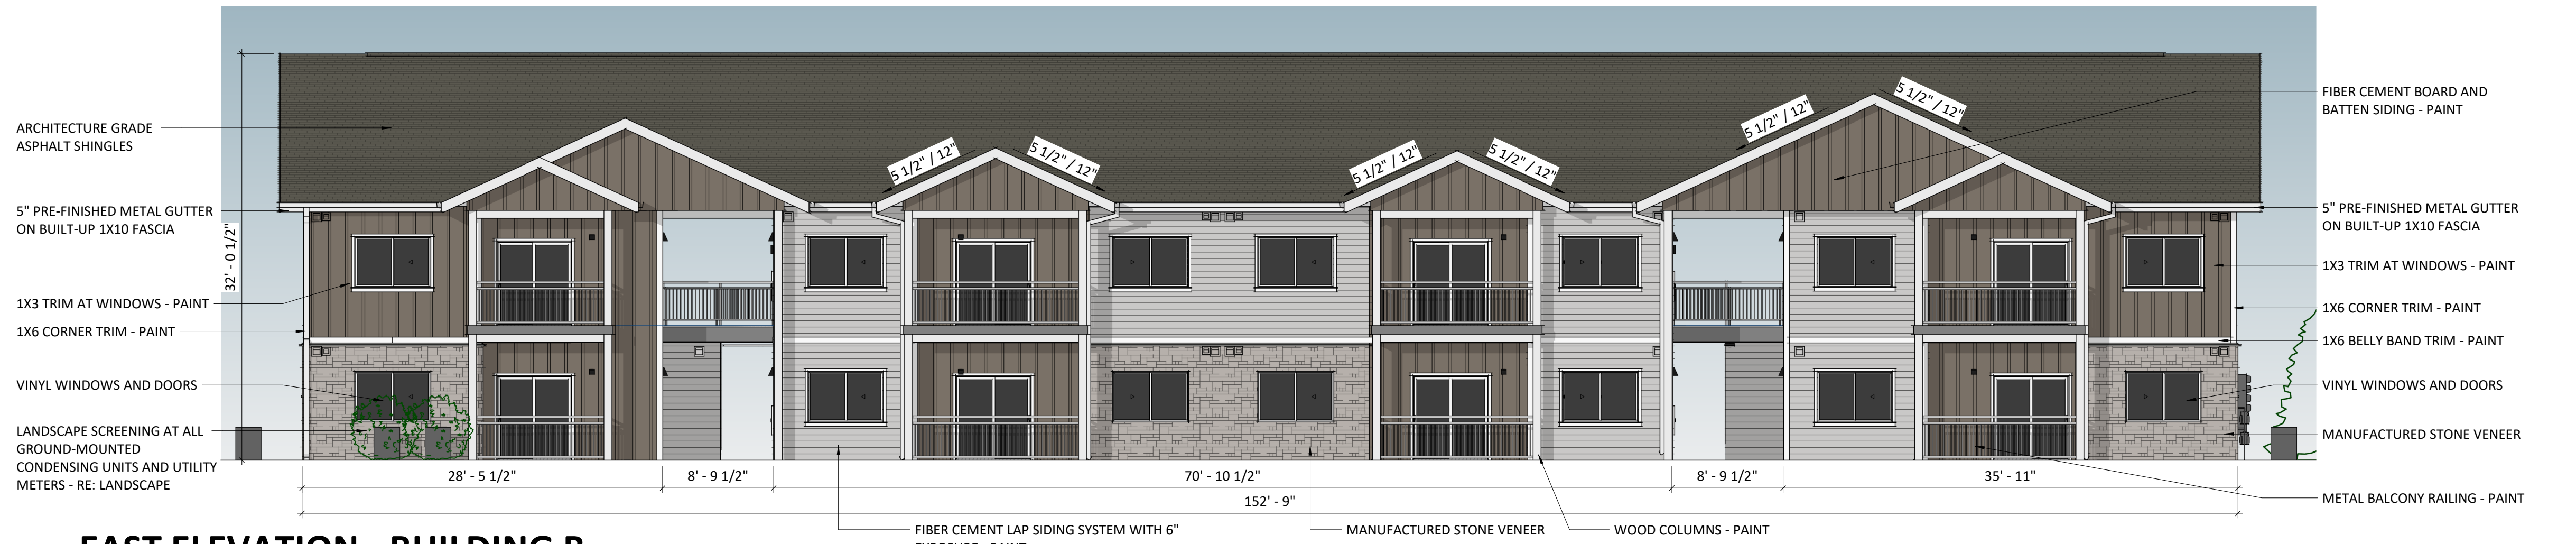 ARCHITECTURE GRADE
ASPHALT SHINGLES
5" PRE-FINISHED METAL GUTTER
ON BUILT-UP 1X10 FASCIA
1X3 TRIM AT WINDOWS - PAINT
1X6 CORNER TRIM - PAINT
VINYL WINDOWS AND DOORS
LANDSCAPE SCREENING AT ALL
GROUND-MOUNTED
CONDENSING UNITS AND UTILITY
METERS - RE: LANDSCAPE
32' - 0 1/2"
5 1/2" / 12"
5 1/2" / 12"
5 1/2" / 12"
5 1/2" / 12"
5 1/2" / 12"
5 1/2" / 12"
FIBER CEMENT BOARD AND
BATTEN SIDING - PAINT
5" PRE-FINISHED METAL GUTTER
ON BUILT-UP 1X10 FASCIA
1X3 TRIM AT WINDOWS - PAINT
1X6 CORNER TRIM - PAINT
1X6 BELLY BAND TRIM - PAINT
VINYL WINDOWS AND DOORS
MANUFACTURED STONE VENEER
METAL BALCONY RAILING - PAINT
28' - 5 1/2"
8' - 9 1/2"
70' - 10 1/2"
8' - 9 1/2"
35' - 11"
152' - 9"
FIBER CEMENT LAP SIDING SYSTEM WITH 6"
EXPOSURE - PAINT
MANUFACTURED STONE VENEER
WOOD COLUMNS - PAINT
EAST ELEVATION - BUILDING B